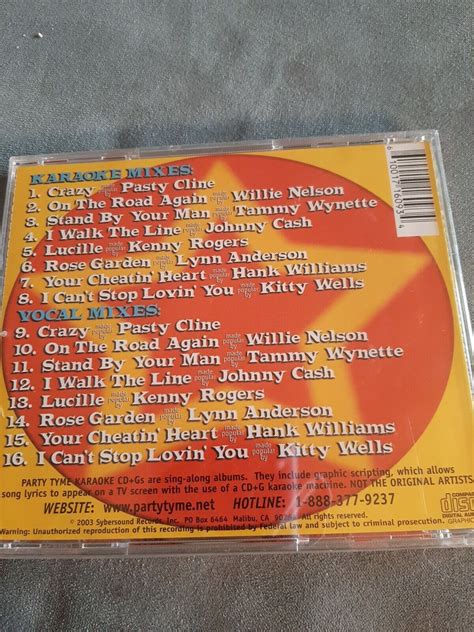 KARAOKE MIXES:
1. Crazy made popular by Pasty Cline
2. On The Road Again made popular by Willie Nelson
3. Stand By Your Man made popular by Tammy Wynette
4. I Walk The Line made popular by Johnny Cash
5. Lucille made popular by Kenny Rogers
6. Rose Garden made popular by Lynn Anderson
7. Your Cheatin' Heart made popular by Hank Williams
8. I Can't Stop Lovin' You made popular by Kitty Wells
VOCAL MIXES:
9. Crazy made popular by Pasty Cline
10. On The Road Again made popular by Willie Nelson
11. Stand By Your Man made popular by Tammy Wynette
12. I Walk The Line made popular by Johnny Cash
13. Lucille made popular by Kenny Rogers
14. Rose Garden made popular by Lynn Anderson
15. Your Cheatin' Heart made popular by Hank Williams
16. I Can't Stop Lovin' You made popular by Kitty Wells
PARTY TYME KARAOKE CD+Gs are sing-along albums. They include graphic scripting, which allows
song lyrics to appear on a TV screen with the use of a CD+G karaoke machine. NOT THE ORIGINAL ARTISTS
WEBSITE: www.partytyme.net HOTLINE: 1-888-377-9237
© 2003 Sybersound Records, Inc. PO Box 6464 Malibu, CA
Warning: Unauthorized reproduction of this recording is prohibited by Federal law and subject to criminal prosecution.
COMPACT
disc
DIGITAL AUDIO
GRAPHICS